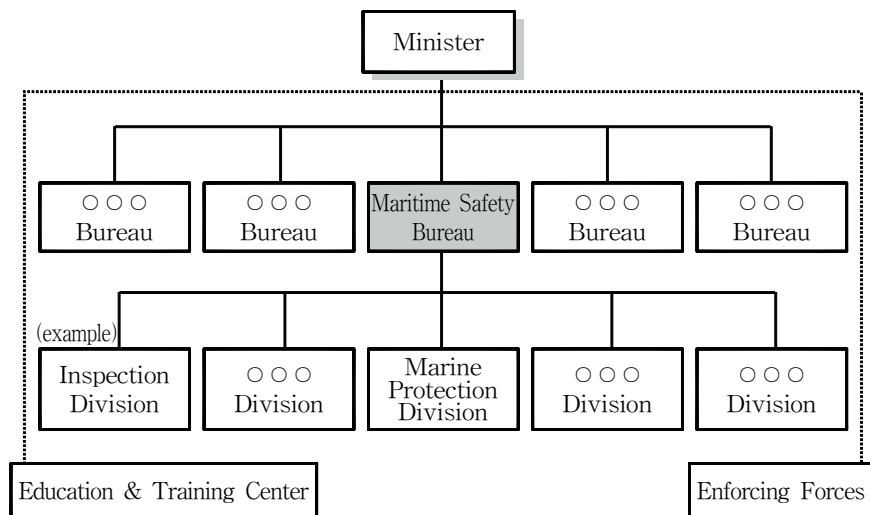 Minister
○ ○ ○
Bureau
○ ○ ○
Bureau
Maritime Safety
Bureau
○ ○ ○
Bureau
○ ○ ○
Bureau
(example)
Inspection
Division
○ ○ ○
Division
Marine
Protection
Division
○ ○ ○
Division
○ ○ ○
Division
Education & Training Center
Enforcing Forces